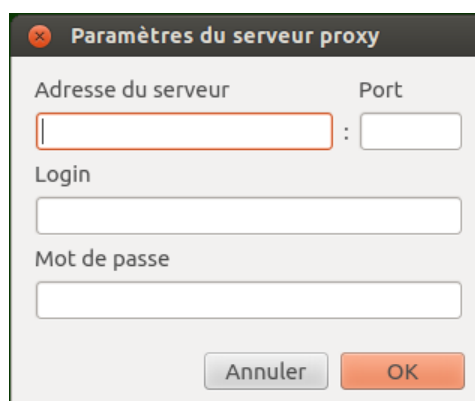 Paramètres du serveur proxy
Adresse du serveur Port
:
Login
Mot de passe
Annuler OK